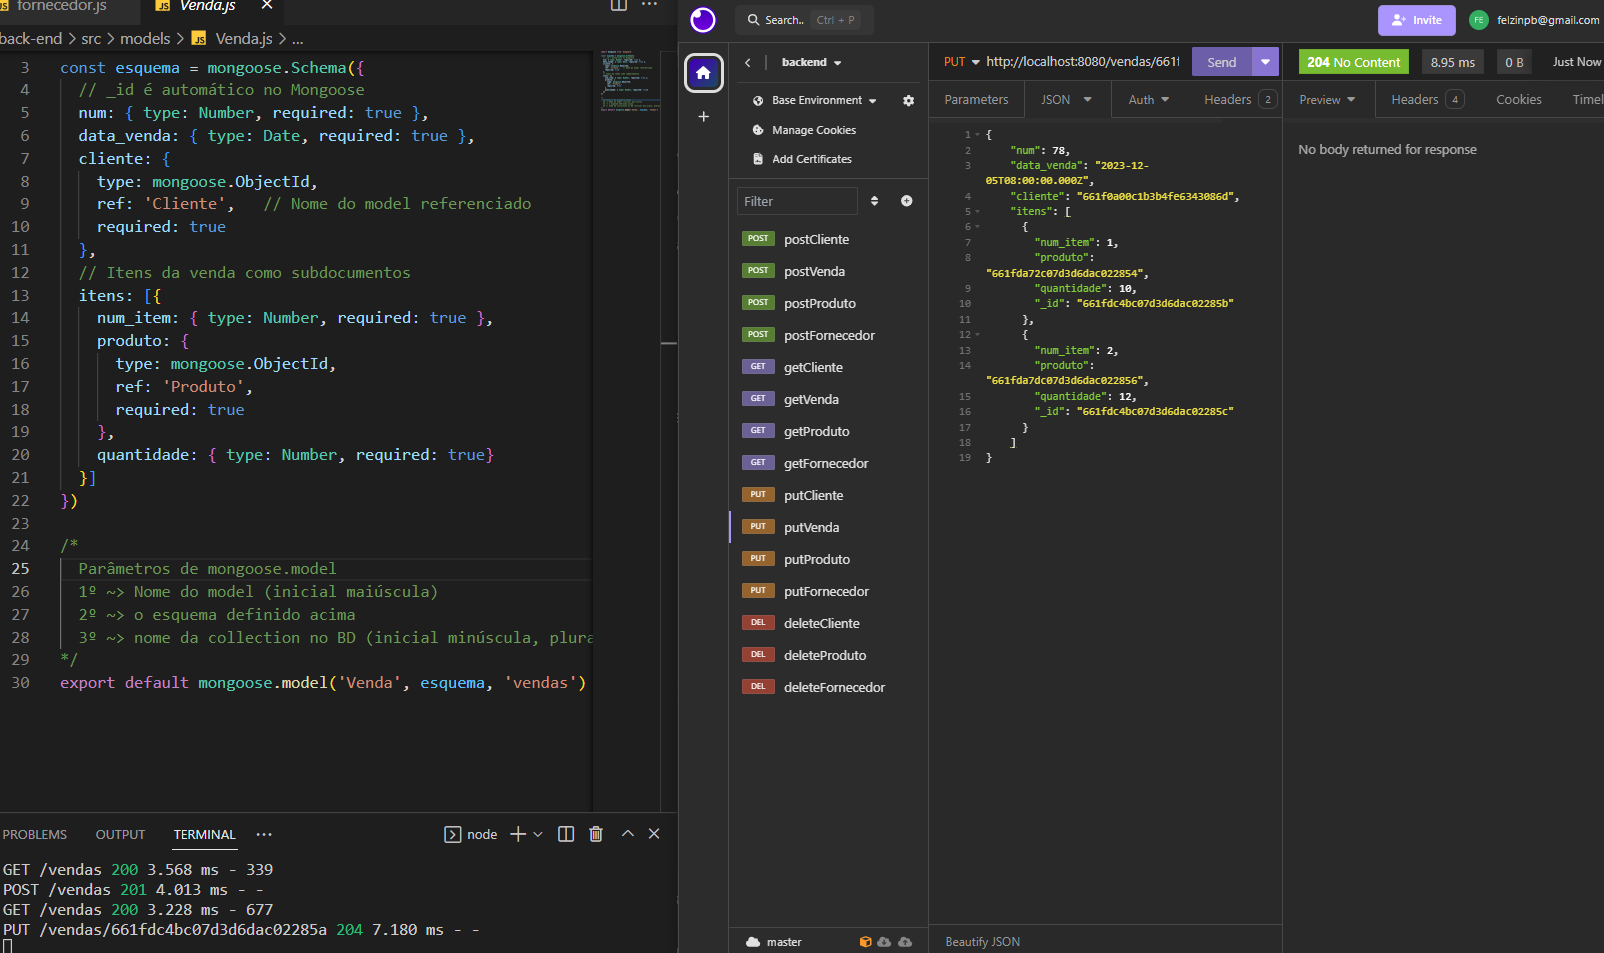 fornecedor.js
JS Venda.js
back-end > src > models > JS Venda.js > ...
3 const esquema = mongoose.Schema({
4 // _id é automático no Mongoose
5 num: { type: Number, required: true },
6 data_venda: { type: Date, required: true },
7 cliente: {
8 type: mongoose.ObjectId,
9 ref: 'Cliente', // Nome do model referenciado
10 required: true
11 },
12 // Itens da venda como subdocumentos
13 itens: [{
14 num_item: { type: Number, required: true },
15 produto: {
16 type: mongoose.ObjectId,
17 ref: 'Produto',
18 required: true
19 },
20 quantidade: { type: Number, required: true}
21 }]
22 })
23
24 /*
25 Parâmetros de mongoose.model
26 1º ~> Nome do model (inicial maiúscula)
27 2º ~> o esquema definido acima
28 3º ~> nome da collection no BD (inicial minúscula, plura
29 */
30 export default mongoose.model('Venda', esquema, 'vendas')
PROBLEMS OUTPUT TERMINAL ··· node
GET /vendas 200 3.568 ms - 339
POST /vendas 201 4.013 ms - -
GET /vendas 200 3.228 ms - 677
PUT /vendas/661fdc4bc07d3d6dac02285a 204 7.180 ms - -
Search.. Ctrl + P
Invite
FE felzinpb@gmail.com
backend
Base Environment
Manage Cookies
Add Certificates
Filter
POST postCliente
POST postVenda
POST postProduto
POST postFornecedor
GET getCliente
GET getVenda
GET getProduto
GET getFornecedor
PUT putCliente
PUT putVenda
PUT putProduto
PUT putFornecedor
DEL deleteCliente
DEL deleteProduto
DEL deleteFornecedor
master
PUT http://localhost:8080/vendas/661f Send
Parameters JSON Auth Headers 2
1 {
2 "num": 78,
3 "data_venda": "2023-12-
05T08:00:00.000Z",
4 "cliente": "661f0a00c1b3b4fe6343086d",
5 "itens": [
6 {
7 "num_item": 1,
8 "produto":
"661fda72c07d3d6dac022854",
9 "quantidade": 10,
10 "_id": "661fdc4bc07d3d6dac02285b"
11 },
12 {
13 "num_item": 2,
14 "produto":
"661fda7dc07d3d6dac022856",
15 "quantidade": 12,
16 "_id": "661fdc4bc07d3d6dac02285c"
17 }
18 ]
19 }
Beautify JSON
204 No Content 8.95 ms 0 B Just Now
Preview Headers 4 Cookies Timel
No body returned for response